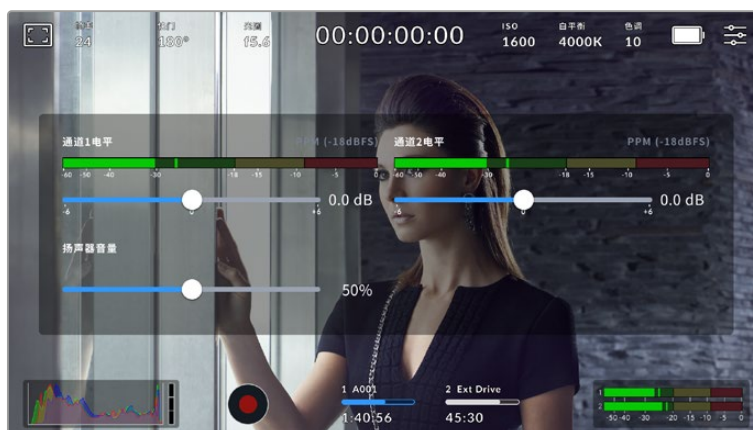 帧率 快门 光圈 00:00:00:00 ISO 自平衡 色调
24 180° f5.6 1600 4000K 10
通道1电平 PPM (-18dBFS) 通道2电平 PPM (-18dBFS)
-60 -50 -40 -30 -18 -15 -10 -5 0 -60 -50 -40 -30 -18 -15 -10 -5 0
-6 0 +6 0.0 dB -6 0 +6 0.0 dB
扬声器音量
50%
1 A001 2 Ext Drive
1:40:56 45:30
1
2
-50 -40 -30 -20 -15 -10 -5 0